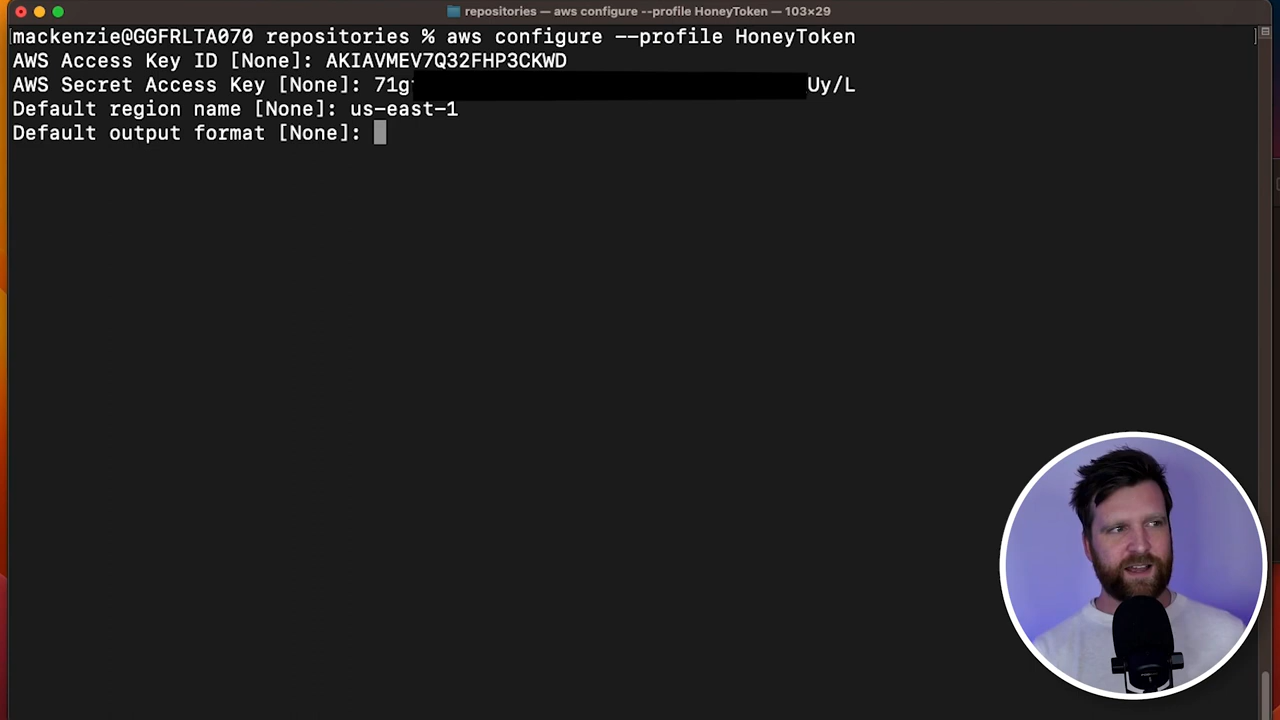 repositories — aws configure --profile HoneyToken — 103×29
[mackenzie@GGFRLTA070 repositories % aws configure --profile HoneyToken]
AWS Access Key ID [None]: AKIAVMEV7Q32FHP3CKWD
AWS Secret Access Key [None]: 71g Uy/L
Default region name [None]: us-east-1
Default output format [None]: